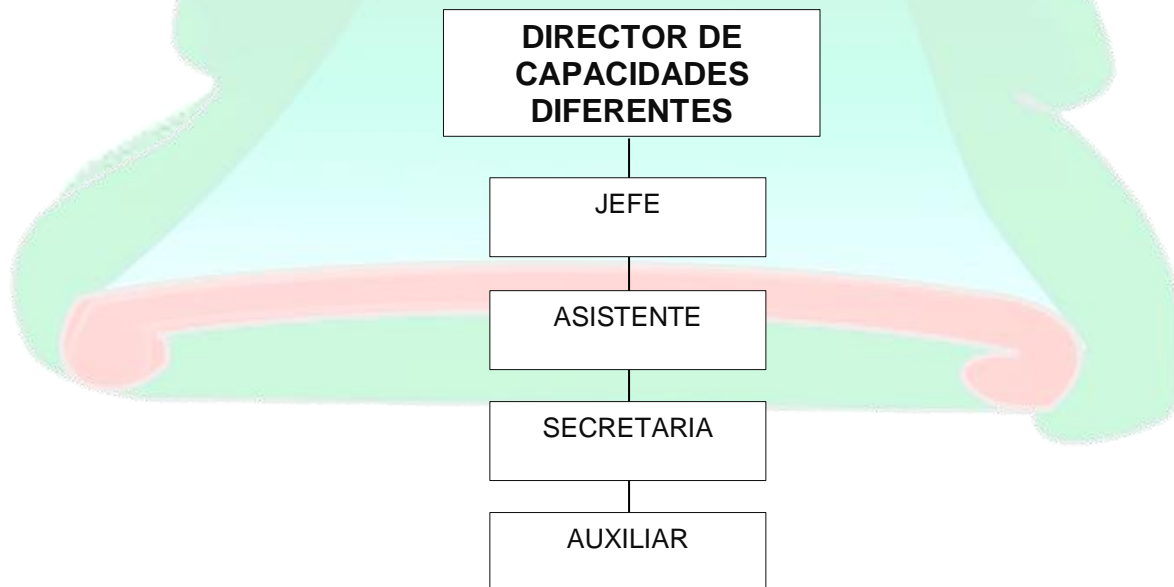 DIRECTOR DE
CAPACIDADES
DIFERENTES
JEFE
ASISTENTE
SECRETARIA
AUXILIAR